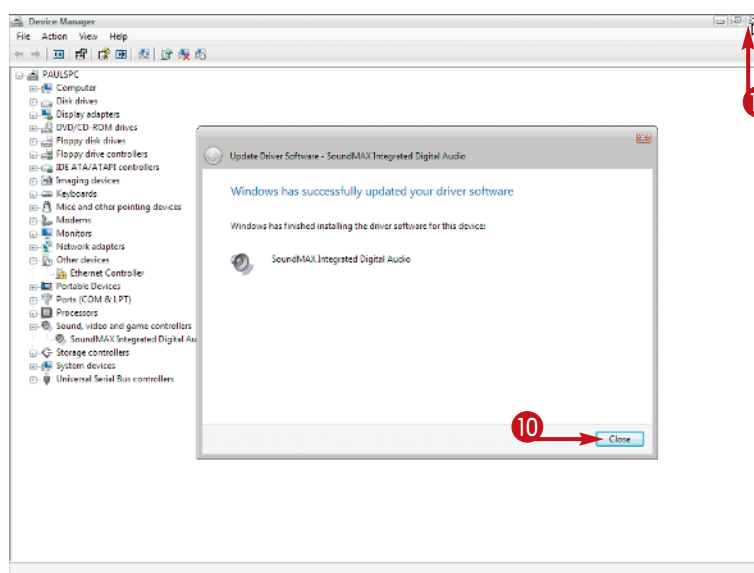 Device Manager
File Action View Help
PAULSPC
Computer
Disk drives
Display adapters
DVD/CD-ROM drives
Floppy disk drives
Floppy drive controllers
IDE ATA/ATAPI controllers
Imaging devices
Keyboards
Mice and other pointing devices
Modems
Monitors
Network adapters
Other devices
Ethernet Controller
Portable Devices
Ports (COM & LPT)
Processors
Sound, video and game controllers
SoundMAX Integrated Digital Au
Storage controllers
System devices
Universal Serial Bus controllers
Update Driver Software - SoundMAX Integrated Digital Audio
Windows has successfully updated your driver software
Windows has finished installing the driver software for this device:
SoundMAX Integrated Digital Audio
10
Close